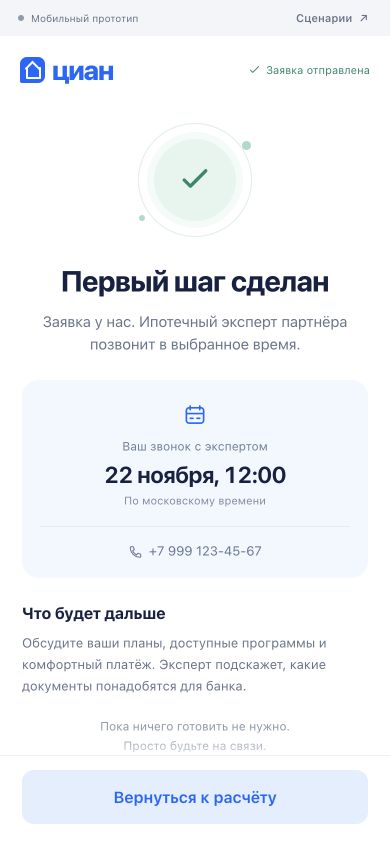 Мобильный прототип
Сценарии
циан
Заявка отправлена
Первый шаг сделан
Заявка у нас. Ипотечный эксперт партнёра
позвонит в выбранное время.
Ваш звонок с экспертом
22 ноября, 12:00
По московскому времени
+7 999 123-45-67
Что будет дальше
Обсудите ваши планы, доступные программы и
комфортный платёж. Эксперт подскажет, какие
документы понадобятся для банка.
Пока ничего готовить не нужно.
Просто будьте на связи.
Вернуться к расчёту